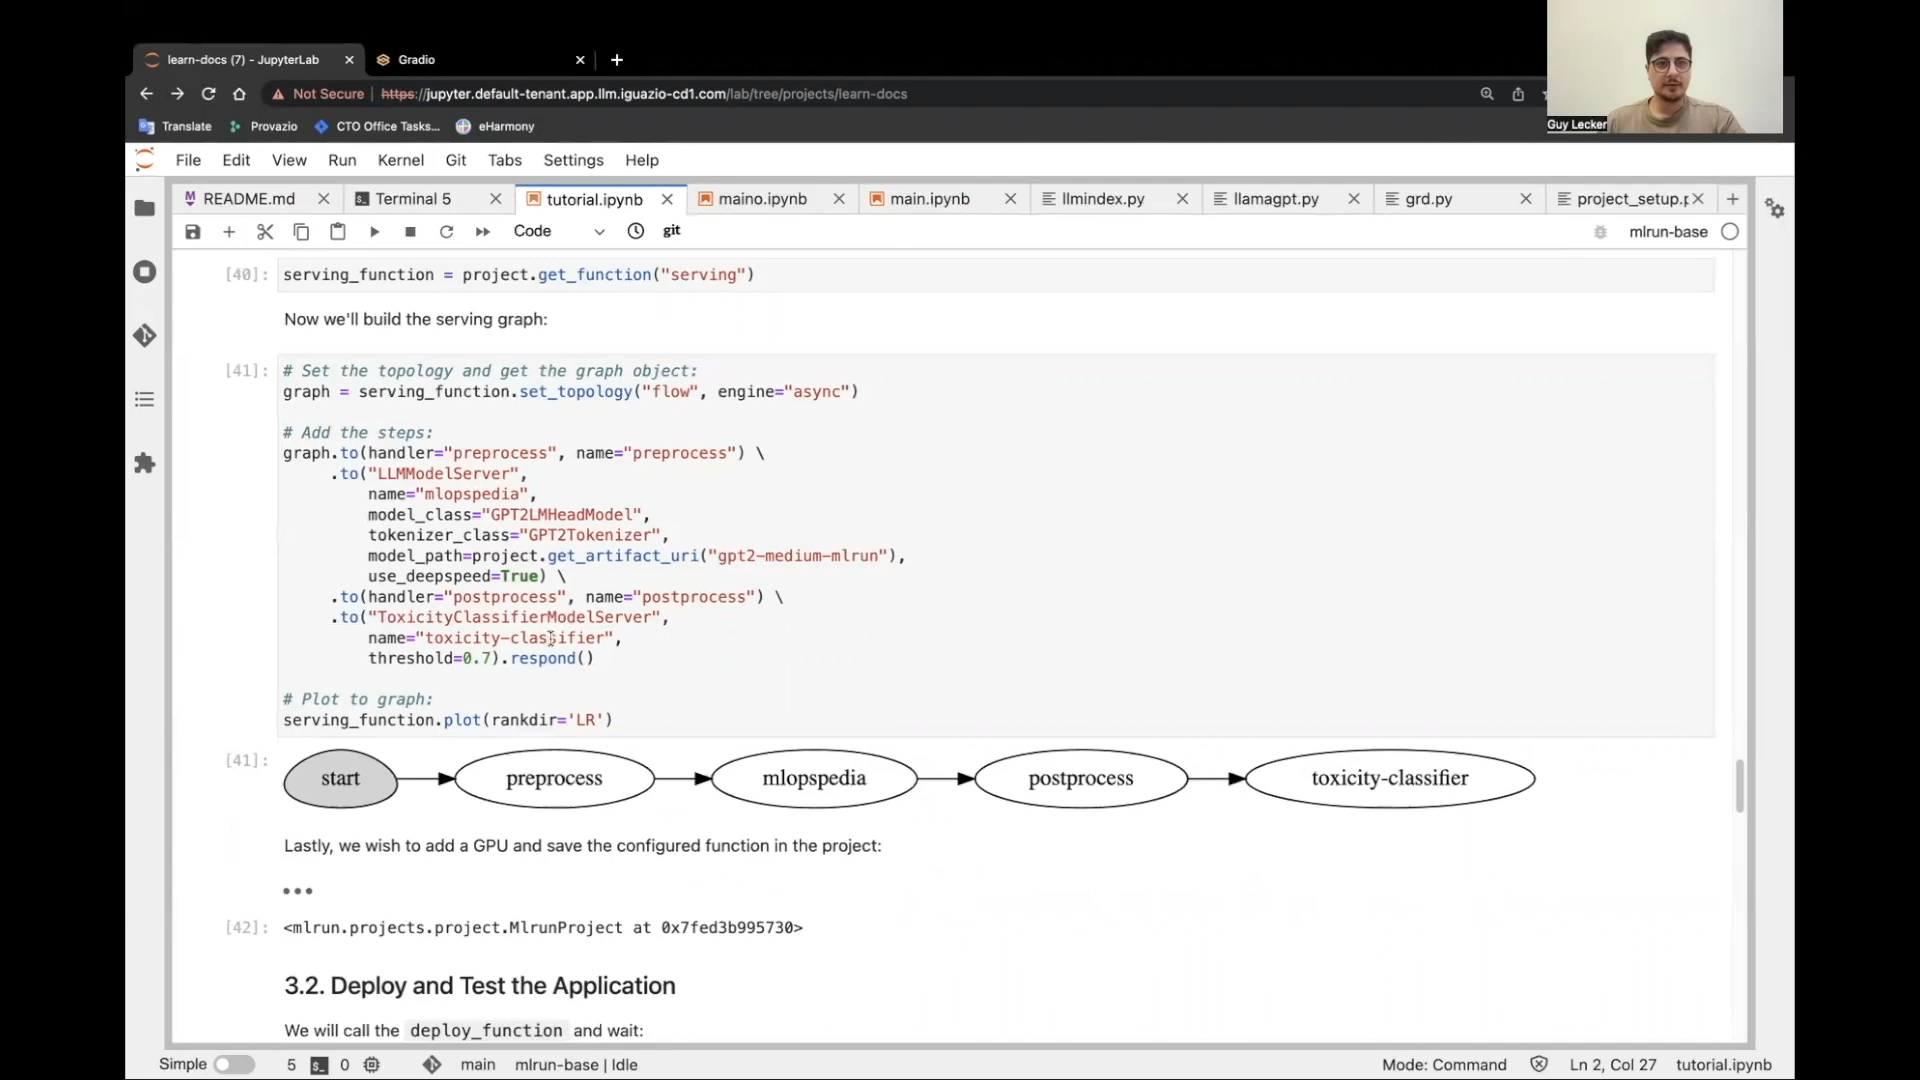 learn-docs (7) - JupyterLab
Gradio
Not Secure | https://jupyter.default-tenant.app.llm.iguazio-cd1.com/lab/tree/projects/learn-docs
Translate Provazio CTO Office Tasks... eHarmony
Guy Lecker
File Edit View Run Kernel Git Tabs Settings Help
README.md Terminal 5 tutorial.ipynb maino.ipynb main.ipynb llmindex.py llamagpt.py grd.py project_setup.p
Code git mlrun-base
[40]: serving_function = project.get_function("serving")
Now we'll build the serving graph:
[41]: # Set the topology and get the graph object:
graph = serving_function.set_topology("flow", engine="async")
# Add the steps:
graph.to(handler="preprocess", name="preprocess") \
.to("LLMModelServer",
name="mlopspedia",
model_class="GPT2LMHeadModel",
tokenizer_class="GPT2Tokenizer",
model_path=project.get_artifact_uri("gpt2-medium-mlrun"),
use_deepspeed=True) \
.to(handler="postprocess", name="postprocess") \
.to("ToxicityClassifierModelServer",
name="toxicity-classifier",
threshold=0.7).respond()
# Plot to graph:
serving_function.plot(rankdir='LR')
[41]:
start preprocess mlopspedia postprocess toxicity-classifier
Lastly, we wish to add a GPU and save the configured function in the project:
[42]: <mlrun.projects.project.MlrunProject at 0x7fed3b995730>
3.2. Deploy and Test the Application
We will call the deploy_function and wait:
Simple 5 0 main mlrun-base | Idle Mode: Command Ln 2, Col 27 tutorial.ipynb